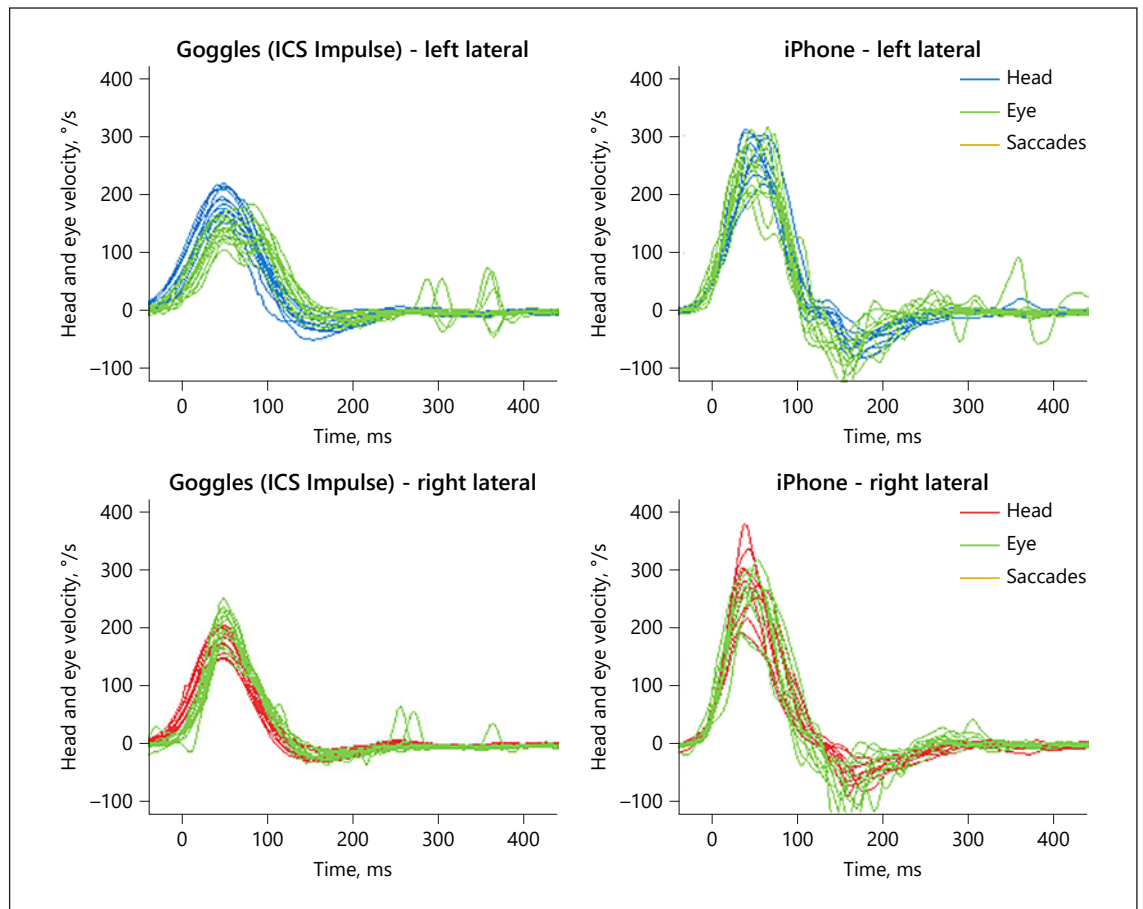 Goggles (ICS Impulse) - left lateral
Head and eye velocity, °/s
400
300
200
100
0
–100
0 100 200 300 400
Time, ms
iPhone - left lateral
Head
Eye
Saccades
Head and eye velocity, °/s
400
300
200
100
0
–100
0 100 200 300 400
Time, ms
Goggles (ICS Impulse) - right lateral
Head and eye velocity, °/s
400
300
200
100
0
–100
0 100 200 300 400
Time, ms
iPhone - right lateral
Head
Eye
Saccades
Head and eye velocity, °/s
400
300
200
100
0
–100
0 100 200 300 400
Time, ms